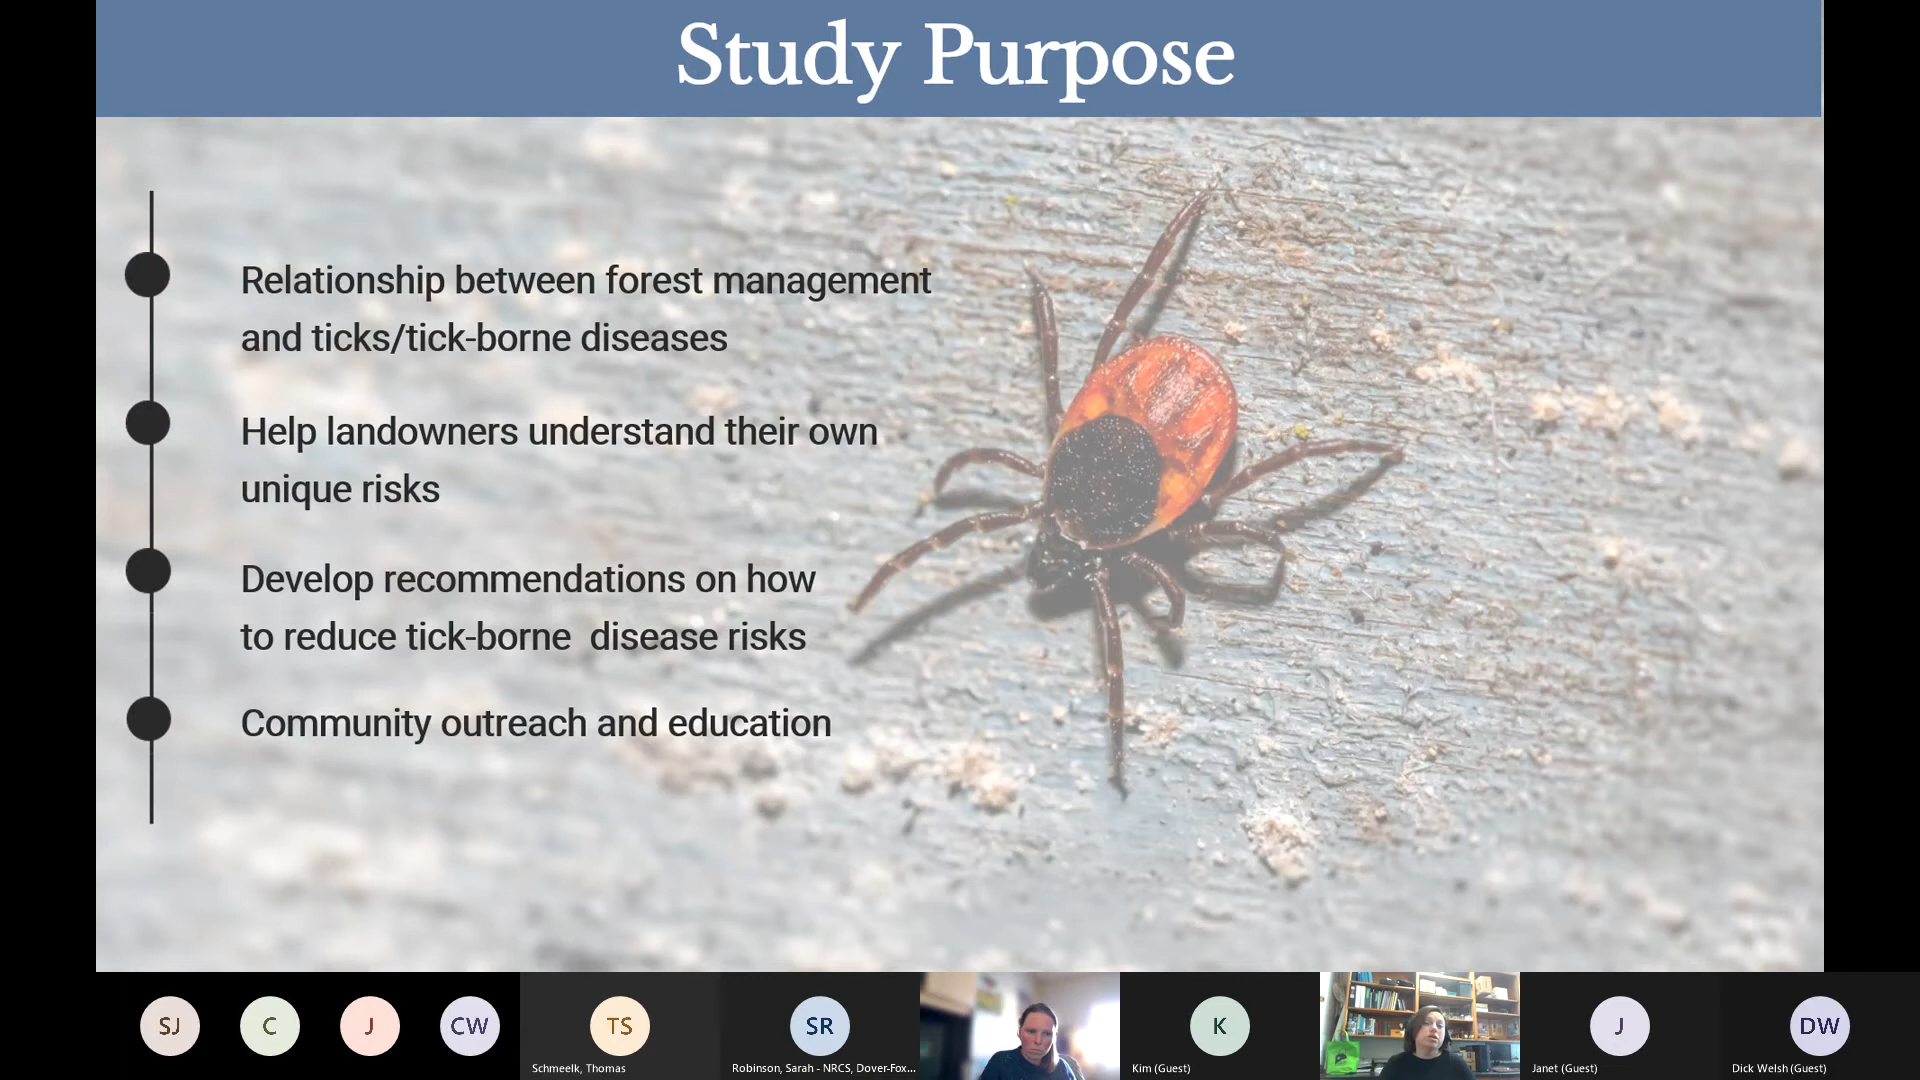 Study Purpose
Relationship between forest management
and ticks/tick-borne diseases
Help landowners understand their own
unique risks
Develop recommendations on how
to reduce tick-borne  disease risks
Community outreach and education
SJ
C
J
CW
TS
SR
K
J
DW
Schmeelk, Thomas
Robinson, Sarah - NRCS, Dover-Fox...
Kim (Guest)
Janet (Guest)
Dick Welsh (Guest)